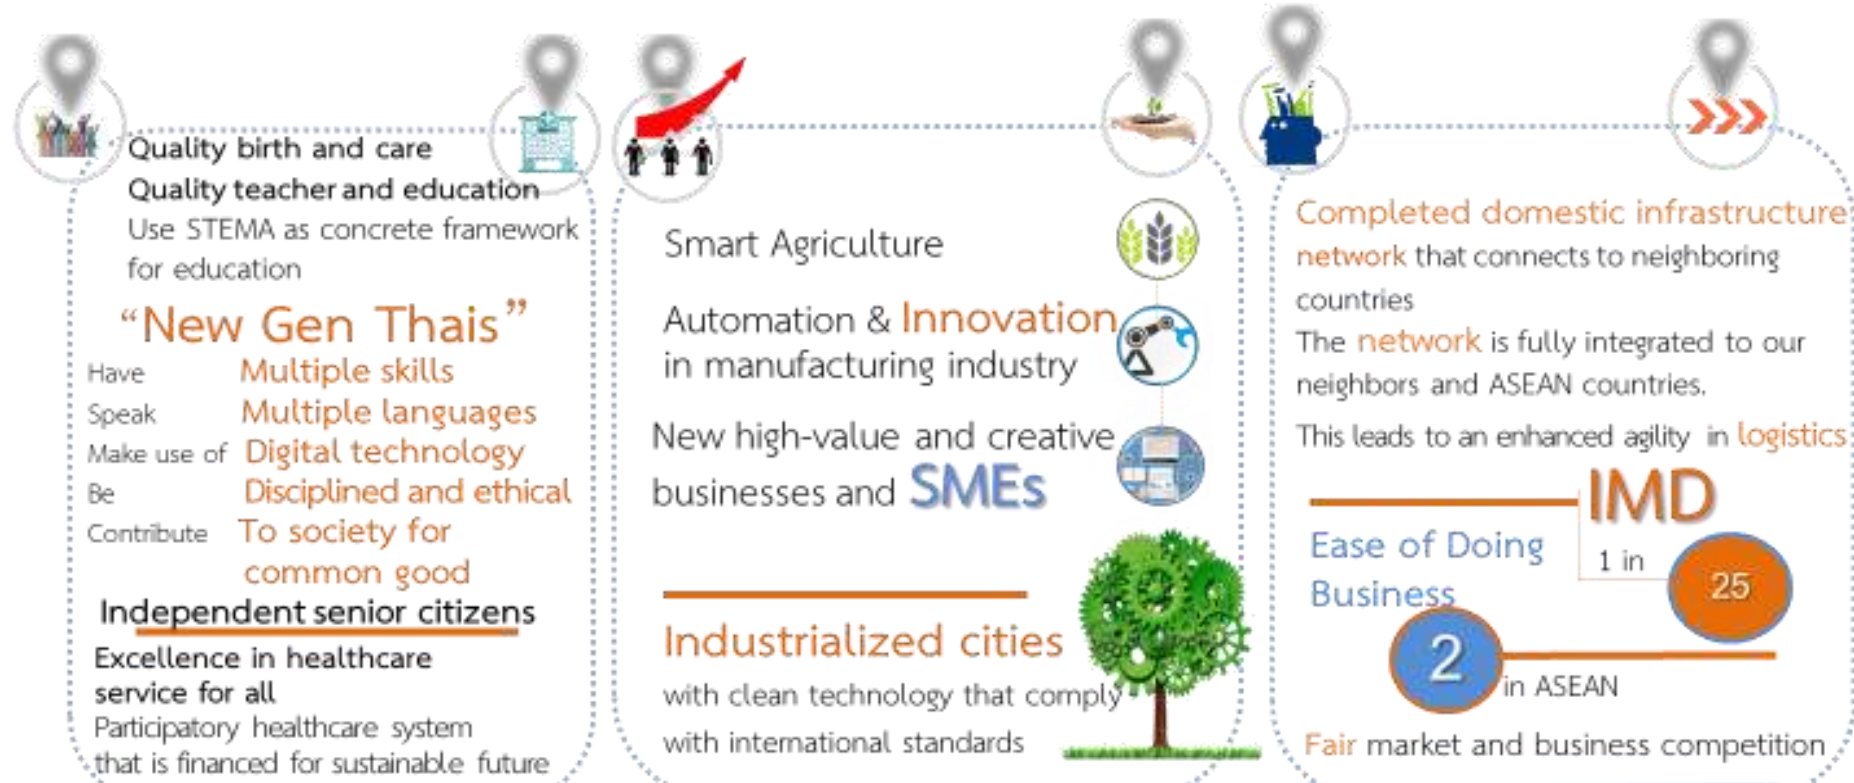 Quality birth and care
Quality teacher and education
Use STEMA as concrete framework
for education
“New Gen Thais”
Have Multiple skills
Speak Multiple languages
Make use of Digital technology
Be Disciplined and ethical
Contribute To society for
common good
Independent senior citizens
Excellence in healthcare
service for all
Participatory healthcare system
that is financed for sustainable future
Smart Agriculture
Automation & Innovation
in manufacturing industry
New high-value and creative
businesses and SMEs
Industrialized cities
with clean technology that comply
with international standards
Completed domestic infrastructure
network that connects to neighboring
countries
The network is fully integrated to our
neighbors and ASEAN countries.
This leads to an enhanced agility in logistics
IMD
1 in 25
Ease of Doing
Business
2 in ASEAN
Fair market and business competition